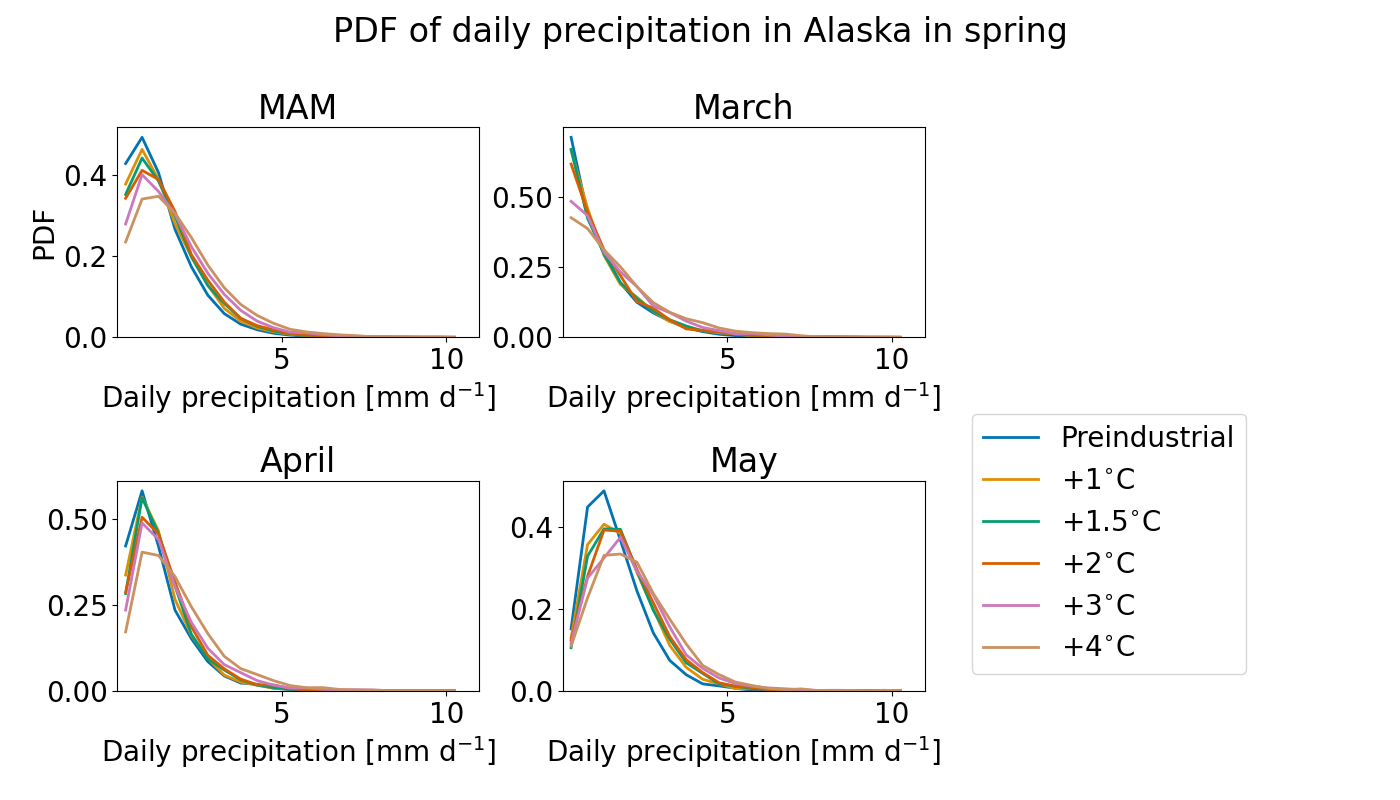 PDF of daily precipitation in Alaska in spring
MAM
PDF
0.4
0.2
0.0
5 10
Daily precipitation [mm d⁻¹]
March
0.50
0.25
0.00
5 10
Daily precipitation [mm d⁻¹]
April
0.50
0.25
0.00
5 10
Daily precipitation [mm d⁻¹]
May
0.4
0.2
0.0
5 10
Daily precipitation [mm d⁻¹]
Preindustrial
+1°C
+1.5°C
+2°C
+3°C
+4°C